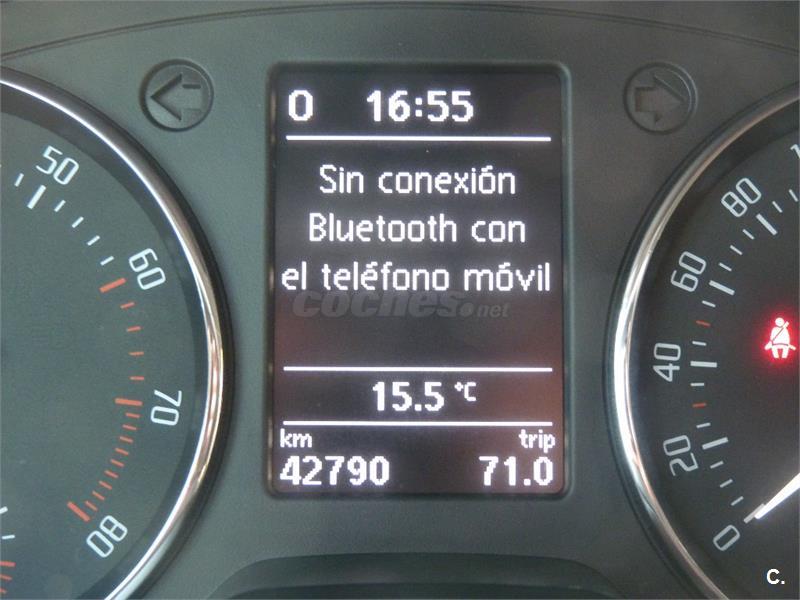 O 16:55
Sin conexión
Bluetooth con
el teléfono móvil
coches.net
15.5 °C
km trip
42790 71.0
50
60
70
80
80
60
40
20
0
C.